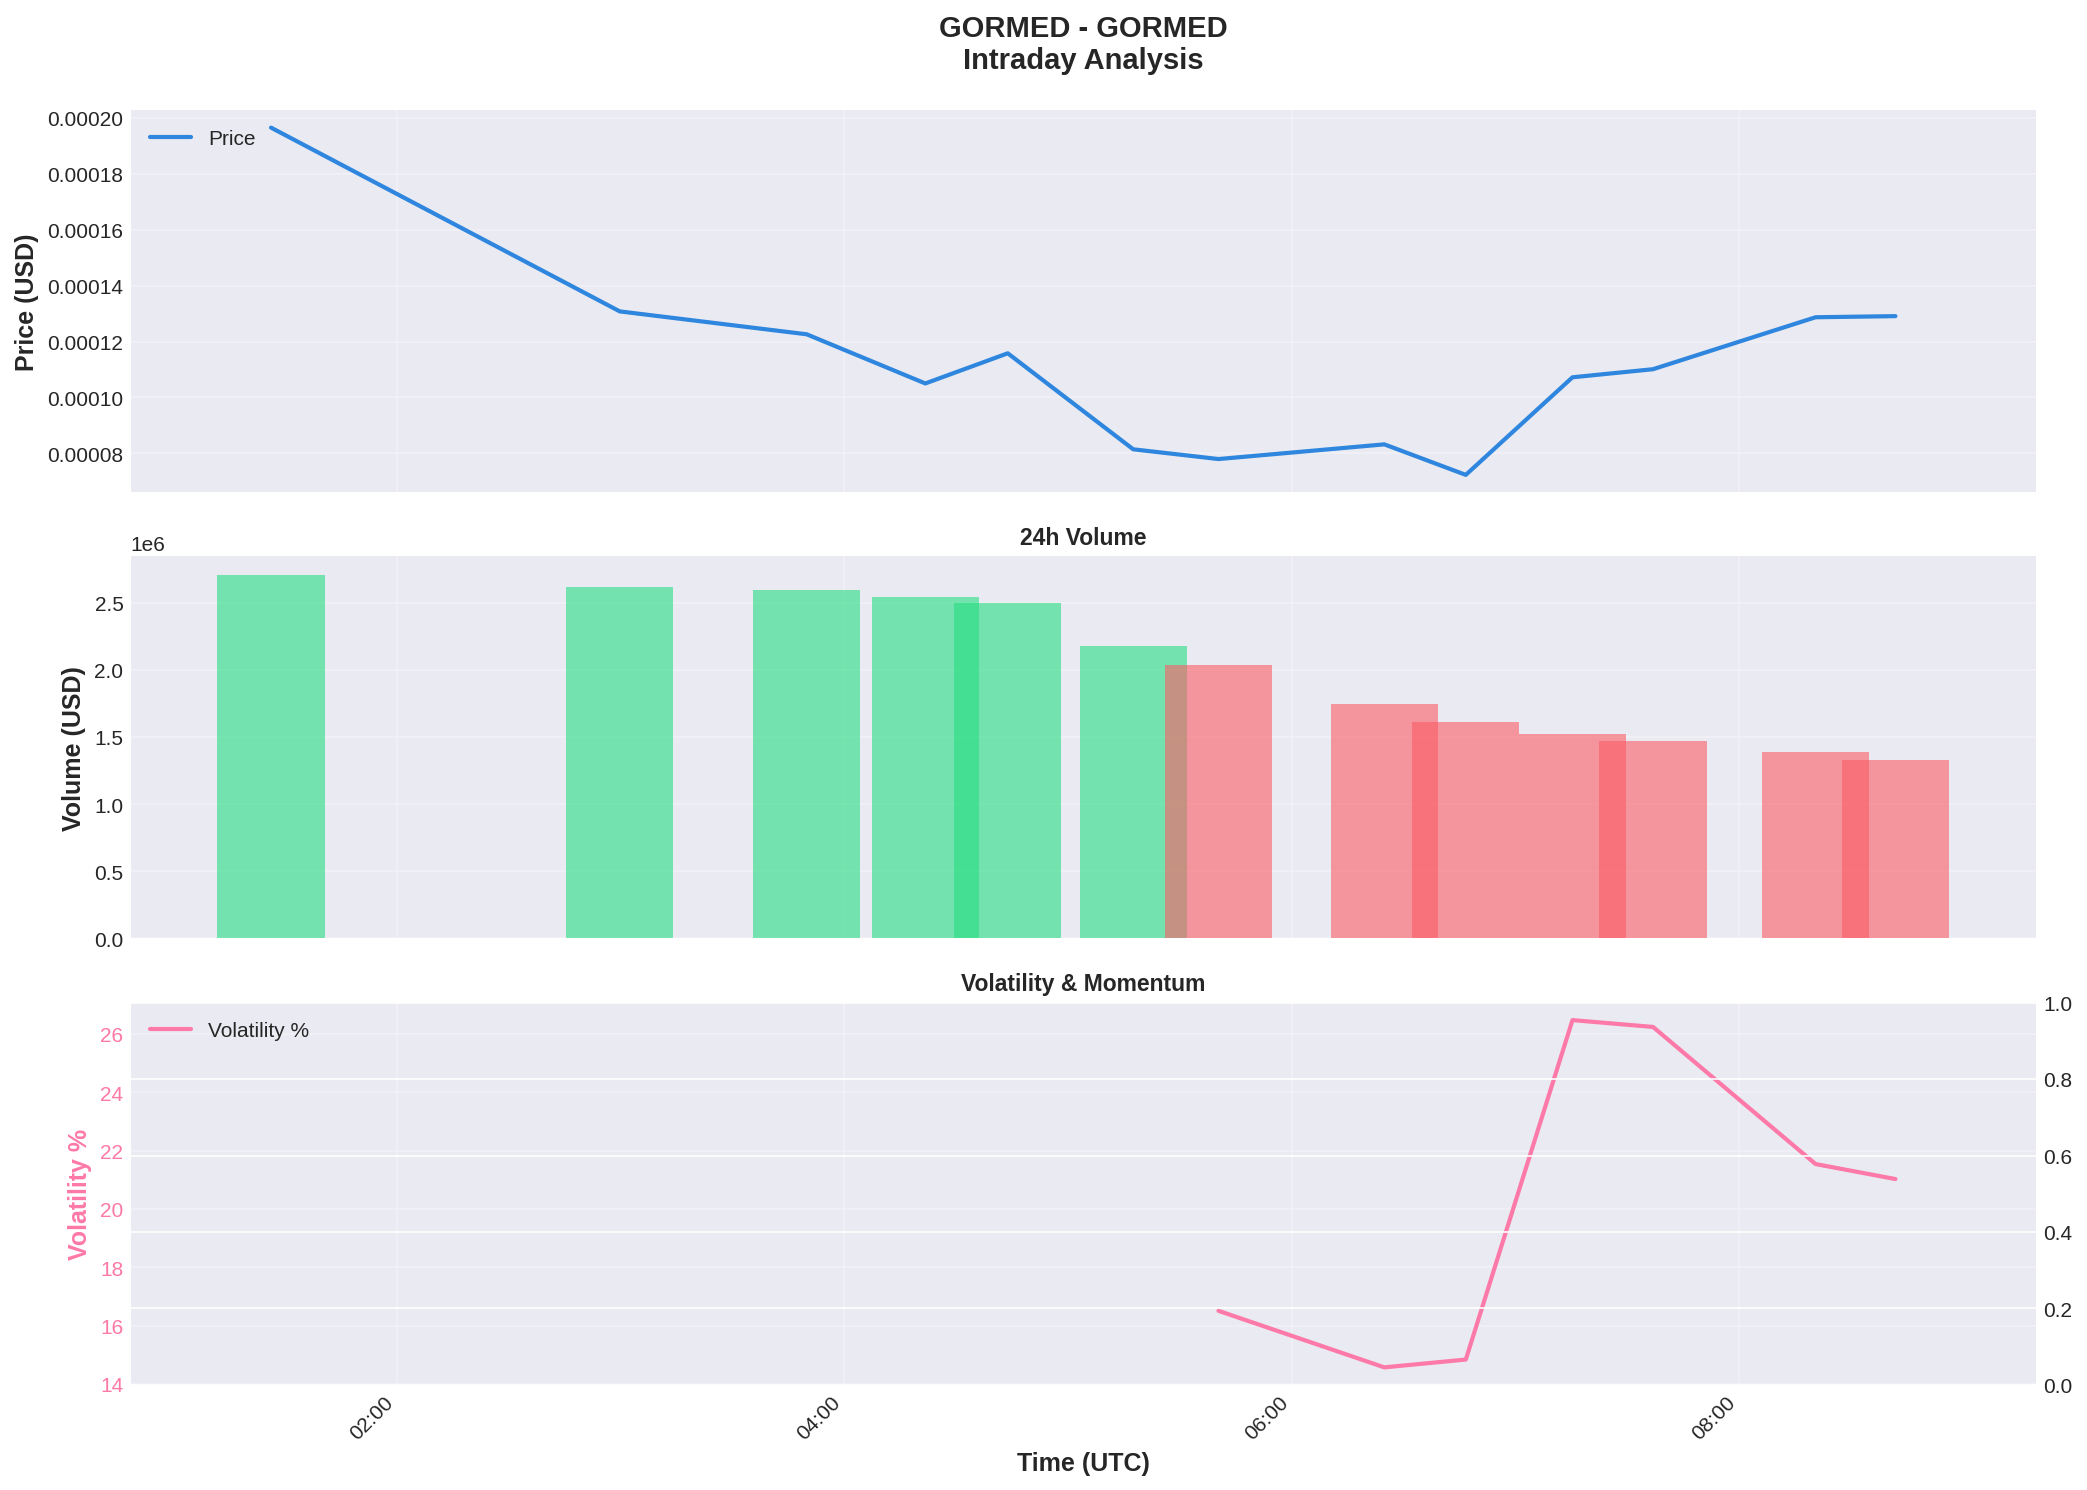 GORMED - GORMED
Intraday Analysis
Price
0.00020
0.00018
0.00016
0.00014
0.00012
0.00010
0.00008
Price (USD)
24h Volume
1e6
2.5
2.0
1.5
1.0
0.5
0.0
Volume (USD)
Volatility & Momentum
Volatility %
26
24
22
20
18
16
14
Volatility %
1.0
0.8
0.6
0.4
0.2
0.0
02:00
04:00
06:00
08:00
Time (UTC)